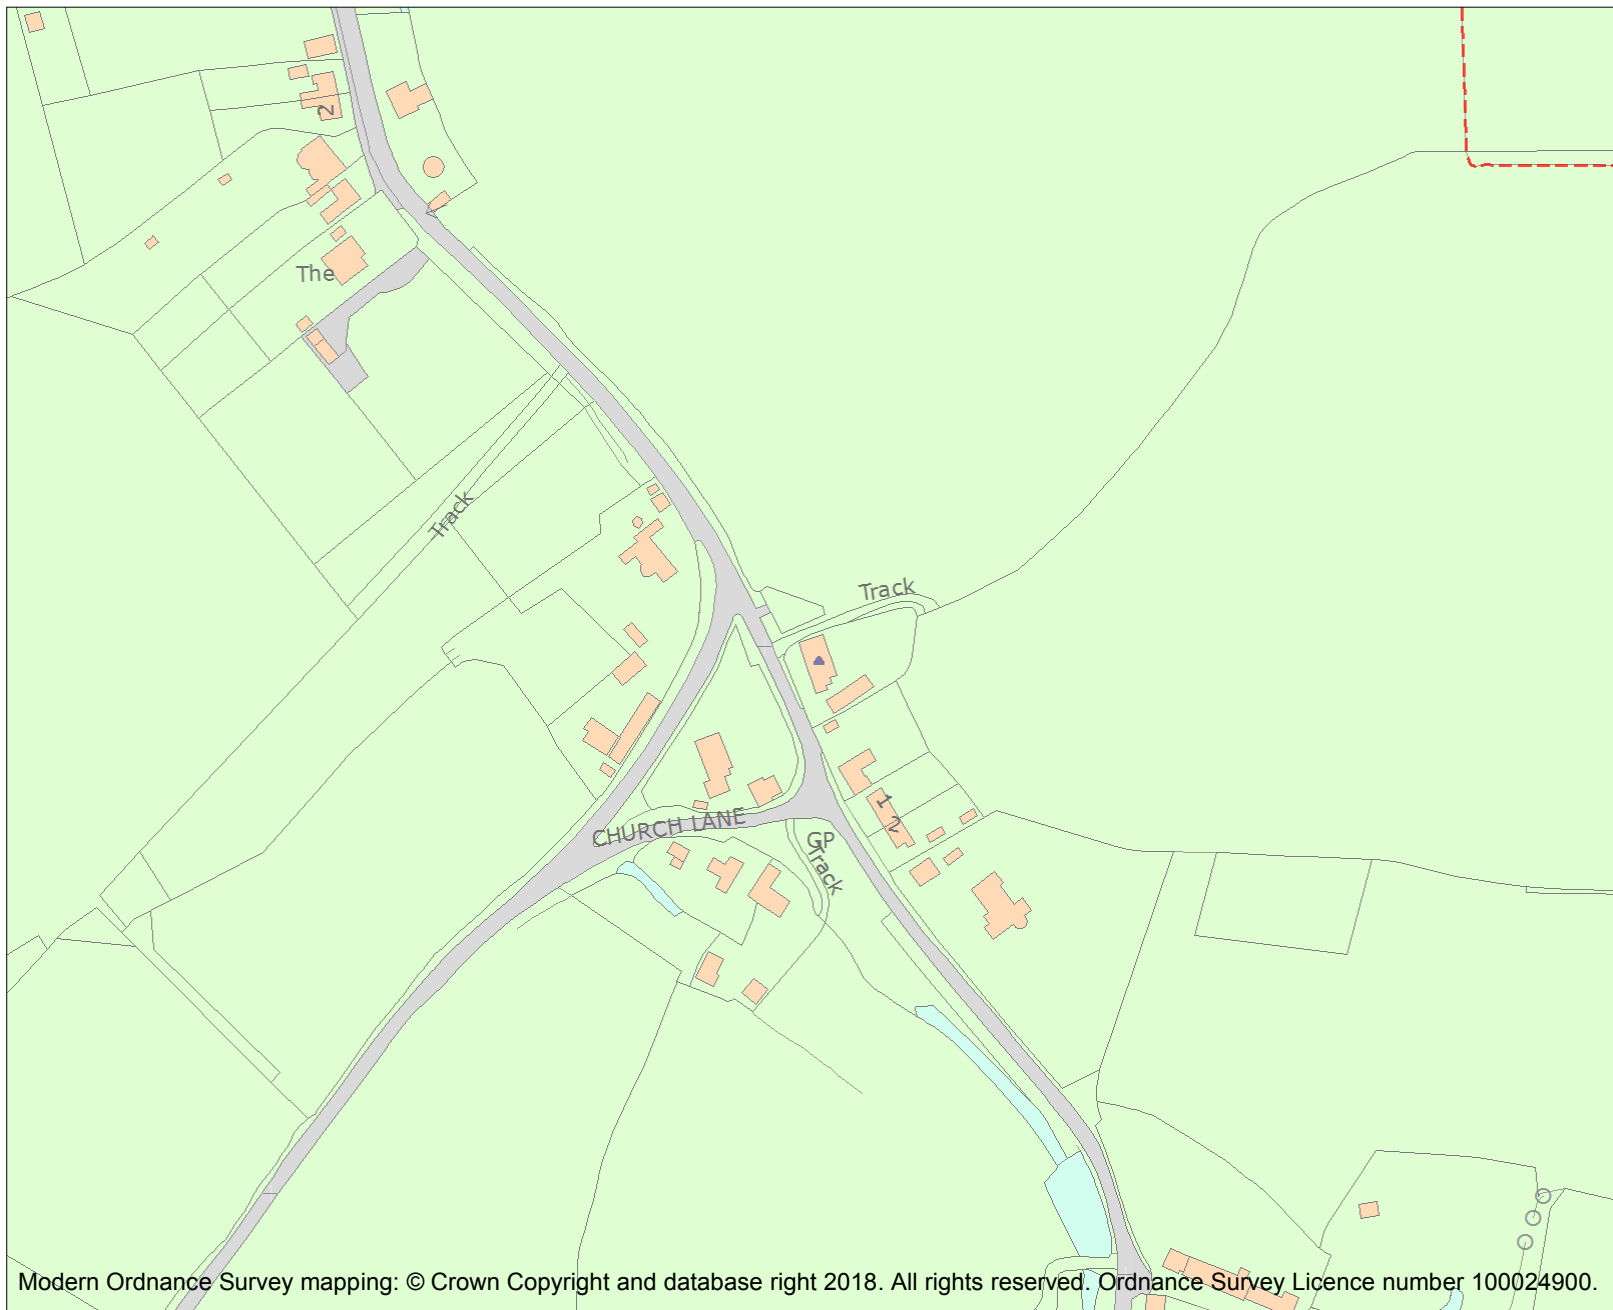 2
The
Track
Track
CHURCH LANE
1
2
GP
Track
Modern Ordnance Survey mapping: © Crown Copyright and database right 2018. All rights reserved. Ordnance Survey Licence number 100024900.